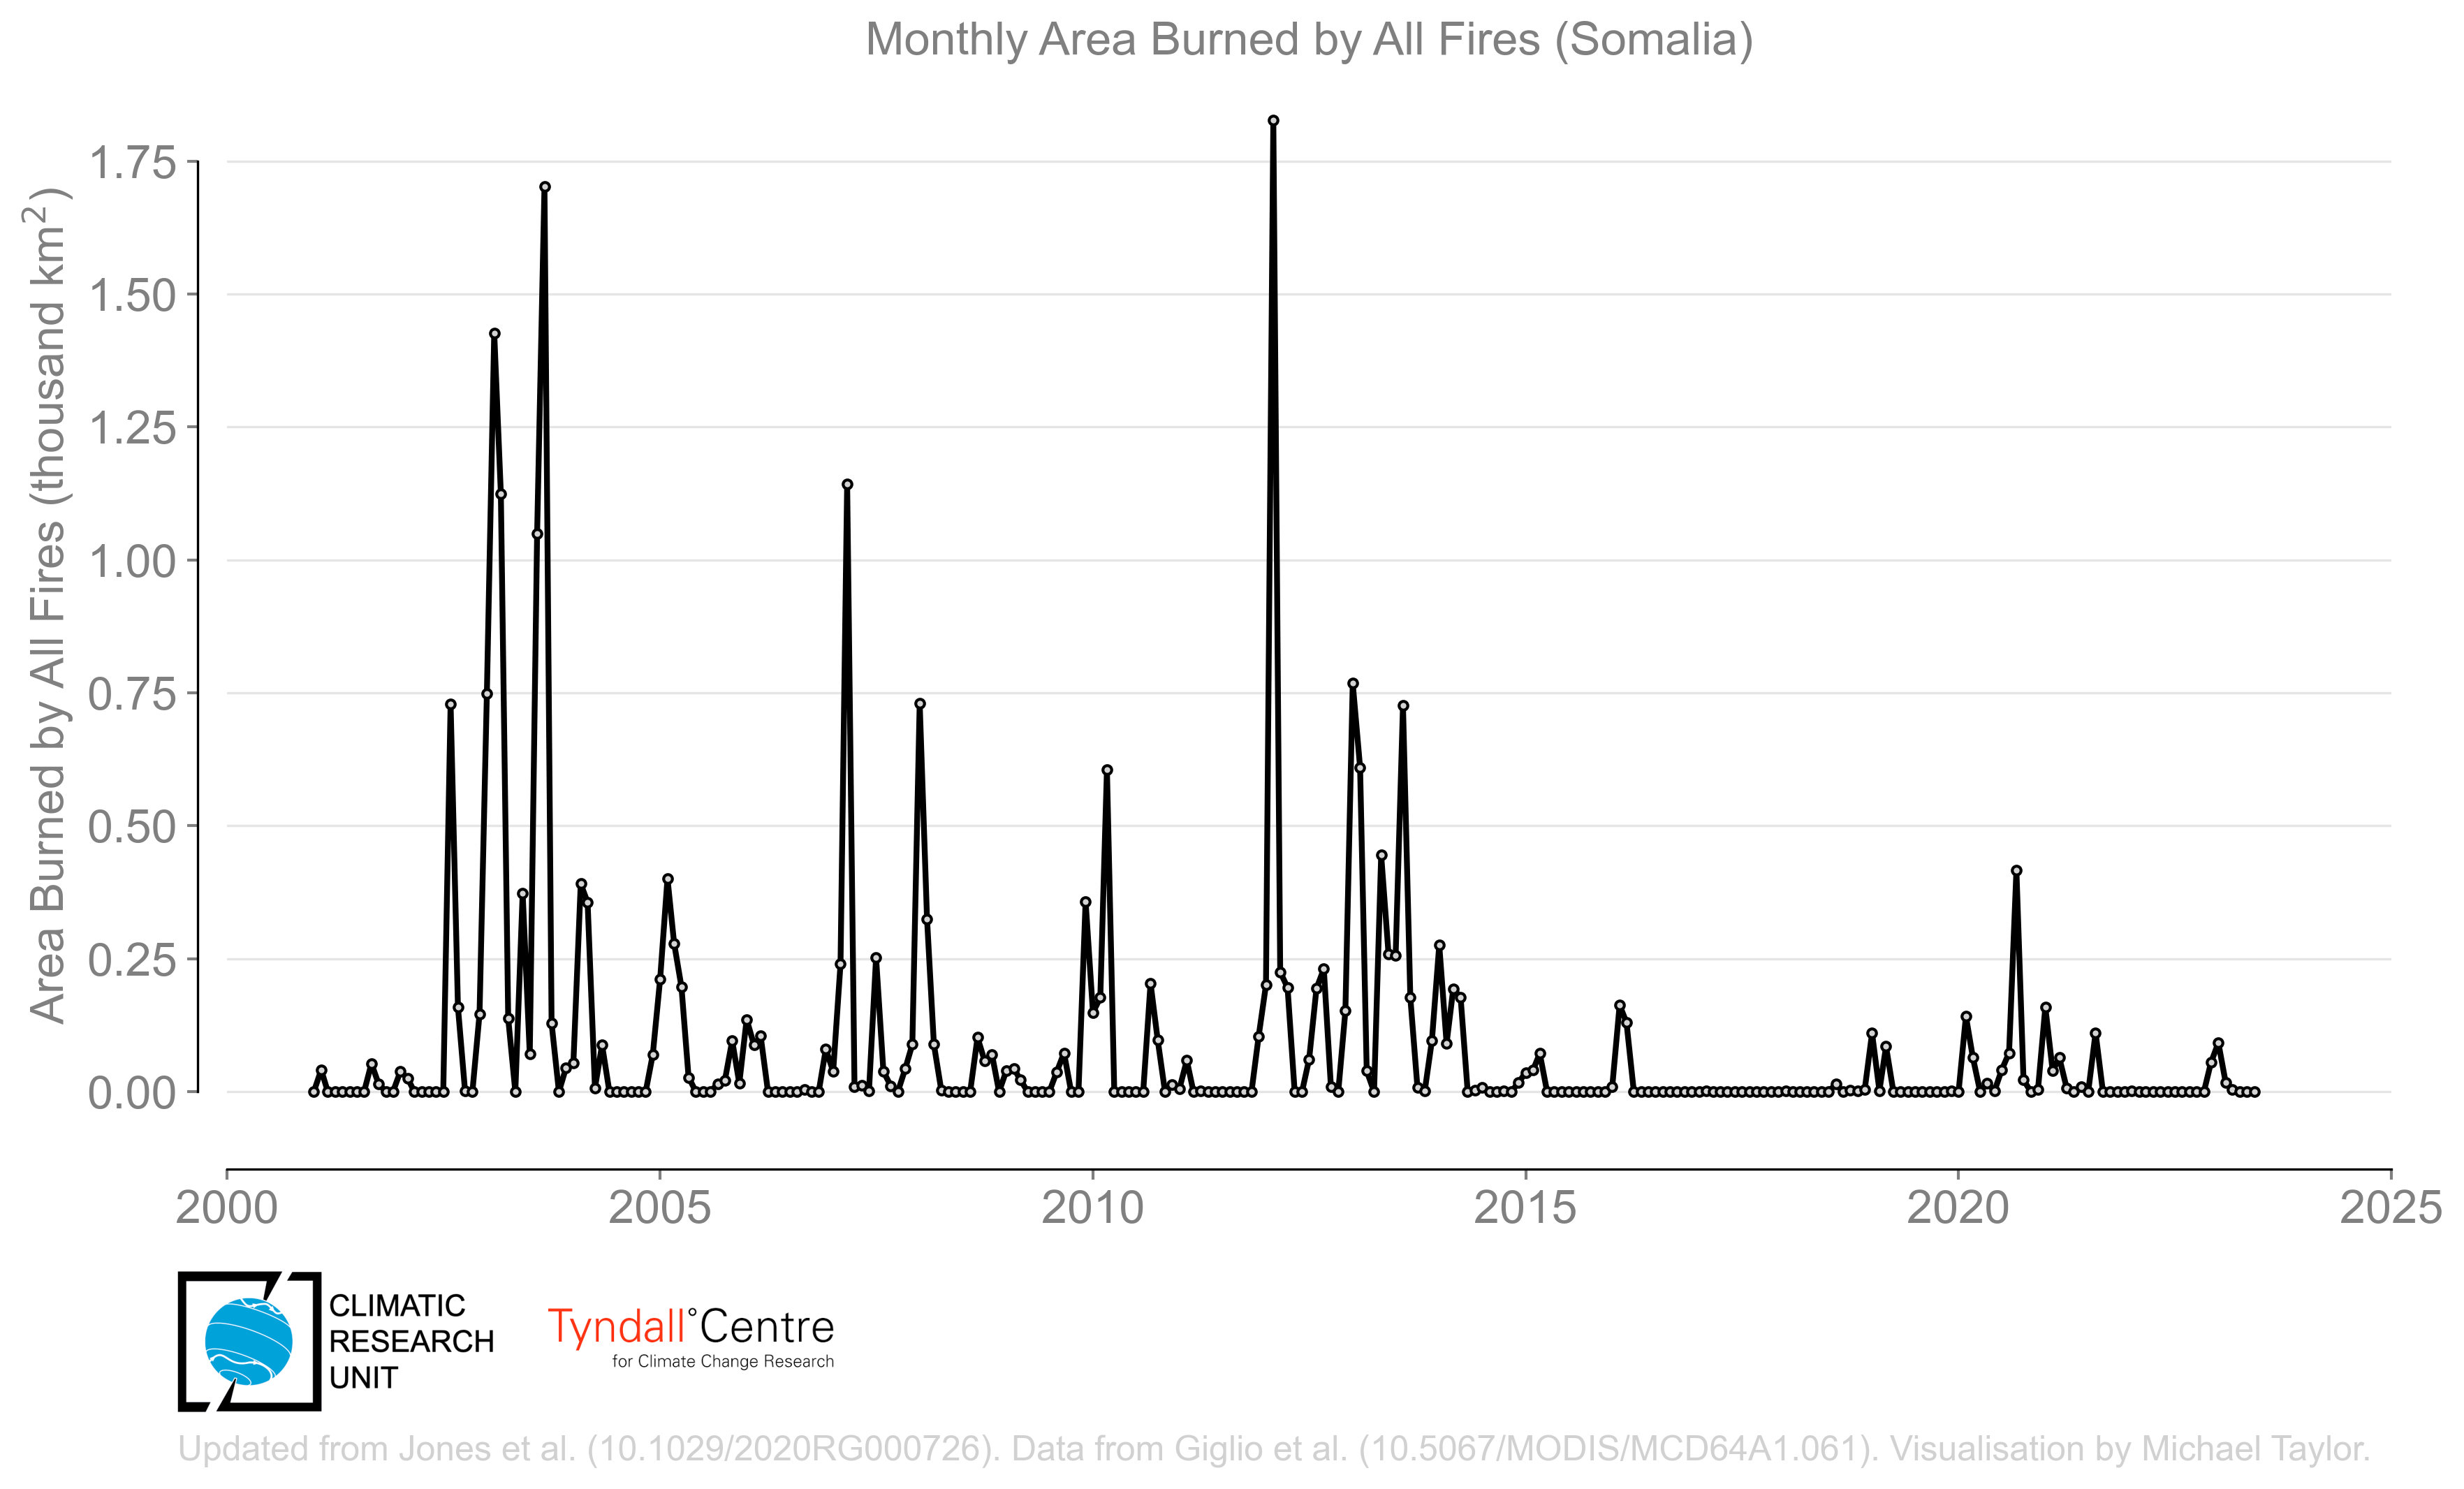 Monthly Area Burned by All Fires (Somalia)
Area Burned by All Fires (thousand km²)
1.75
1.50
1.25
1.00
0.75
0.50
0.25
0.00
2000 2005 2010 2015 2020 2025
CLIMATIC
RESEARCH
UNIT
Tyndall°Centre
for Climate Change Research
Updated from Jones et al. (10.1029/2020RG000726). Data from Giglio et al. (10.5067/MODIS/MCD64A1.061). Visualisation by Michael Taylor.